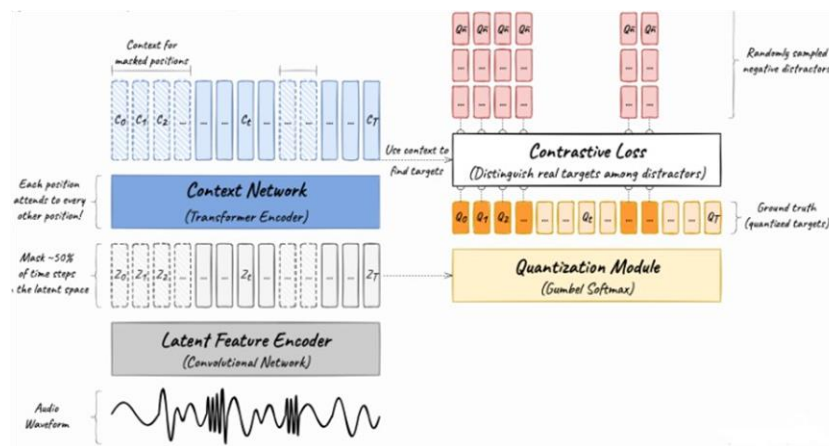 Context for
masked positions
C0 C1 C2 ... ... ... Ct ... ... ... ... ... CT
Each position
attends to every
other position!
Context Network
(Transformer Encoder)
Mask ~50%
of time steps
the latent space
Z0 Z1 Z2 ... ... ... Zt ... ... ... ... ... ZT
Latent Feature Encoder
(Convolutional Network)
Audio
Waveform
Use context to
find targets
... ... ... ... ... ...
... ... ... ... ... ...
Randomly sampled
negative distractors
Contrastive Loss
(Distinguish real targets among distractors)
Q0 Q1 Q2 ... ... ... Qt ... ... ... ... QT
Ground truth
(quantized targets)
Quantization Module
(Gumbel Softmax)